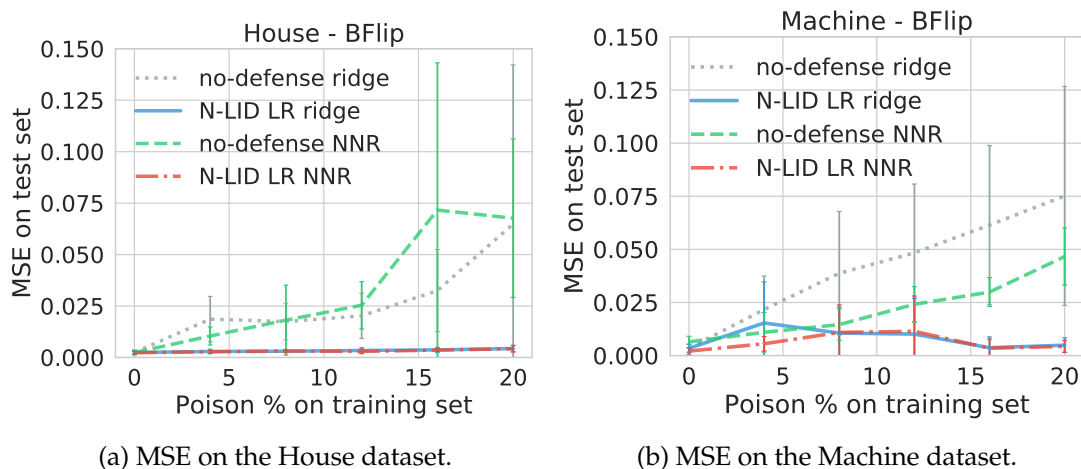 House - BFlip
0.150
0.125
0.100
0.075
0.050
0.025
0.000
MSE on test set
no-defense ridge
N-LID LR ridge
no-defense NNR
N-LID LR NNR
0 5 10 15 20
Poison % on training set
(a) MSE on the House dataset.
Machine - BFlip
0.150
0.125
0.100
0.075
0.050
0.025
0.000
MSE on test set
no-defense ridge
N-LID LR ridge
no-defense NNR
N-LID LR NNR
0 5 10 15 20
Poison % on training set
(b) MSE on the Machine dataset.